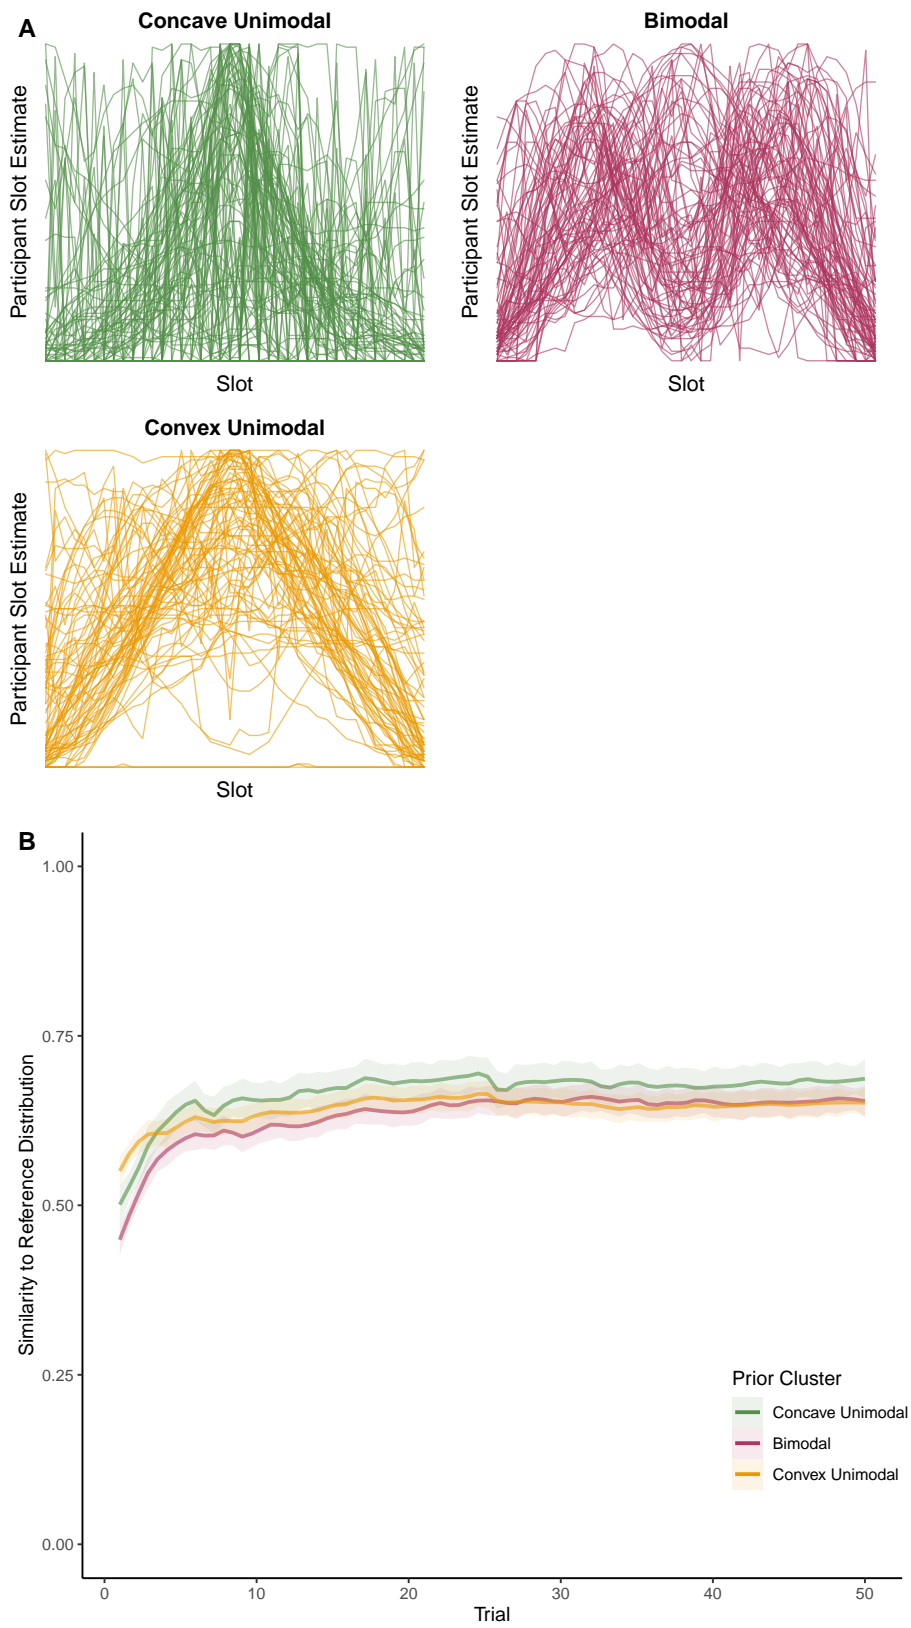 A
Concave Unimodal
Bimodal
Participant Slot Estimate
Participant Slot Estimate
Slot
Slot
Convex Unimodal
Participant Slot Estimate
Slot
B
1.00
0.75
0.50
0.25
0.00
Similarity to Reference Distribution
Prior Cluster
Concave Unimodal
Bimodal
Convex Unimodal
0
10
20
30
40
50
Trial